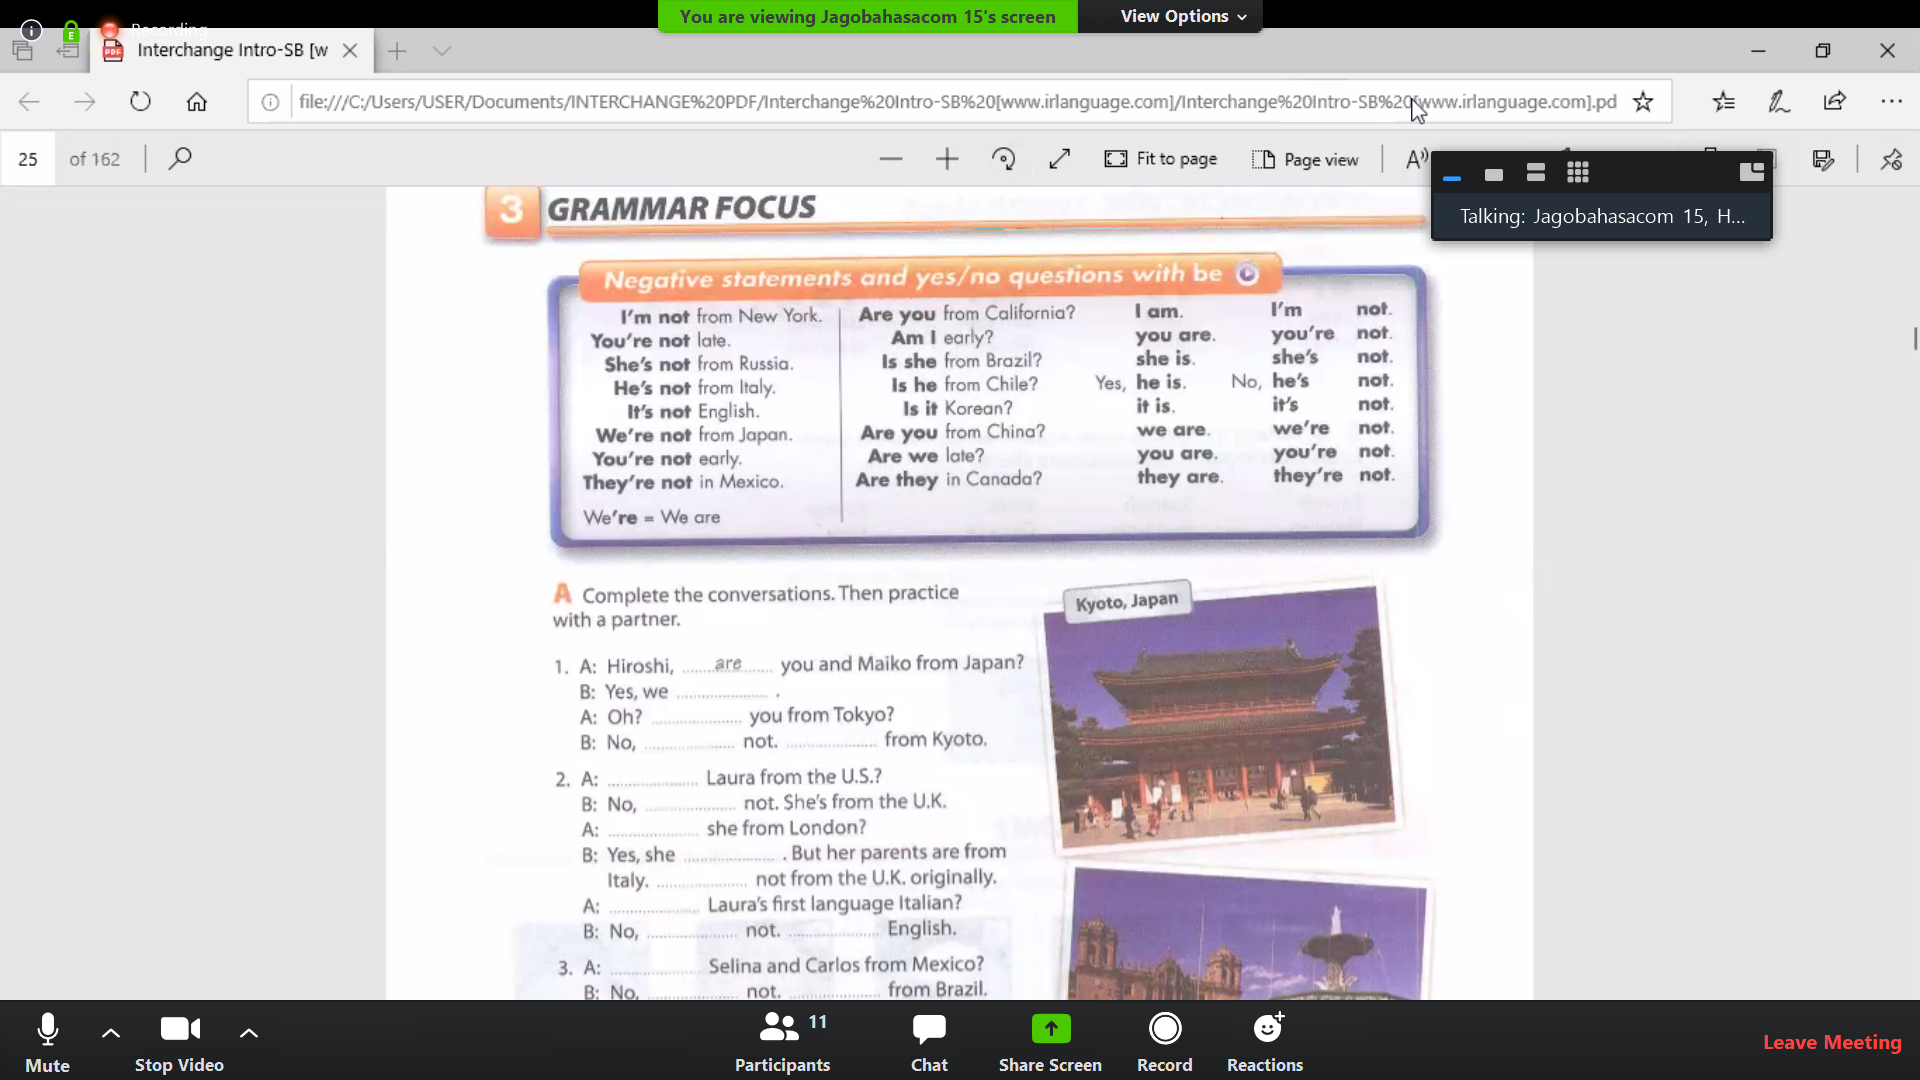 You are viewing Jagobahasacom 15's screen
View Options
Recording
Interchange Intro-SB [w
file:///C:/Users/USER/Documents/INTERCHANGE%20PDF/Interchange%20Intro-SB%20[www.irlanguage.com]/Interchange%20Intro-SB%20[www.irlanguage.com].pd
25 of 162
Fit to page
Page view
Talking: Jagobahasacom 15, H...
3 GRAMMAR FOCUS
Negative statements and yes/no questions with be
I'm not from New York. Are you from California? I am. I'm not.
You're not late. Am I early? you are. you're not.
She's not from Russia. Is she from Brazil? she is. she's not.
He's not from Italy. Is he from Chile? Yes, he is. No, he's not.
It's not English. Is it Korean? it is. it's not.
We're not from Japan. Are you from China? we are. we're not.
You're not early. Are we late? you are. you're not.
They're not in Mexico. Are they in Canada? they are. they're not.
We're = We are
A Complete the conversations. Then practice
with a partner.
Kyoto, Japan
1. A: Hiroshi, ......are...... you and Maiko from Japan?
B: Yes, we .................. .
A: Oh? .................. you from Tokyo?
B: No, .................. not. .................. from Kyoto.
2. A: .................. Laura from the U.S.?
B: No, .................. not. She's from the U.K.
A: .................. she from London?
B: Yes, she .................. . But her parents are from
Italy. .................. not from the U.K. originally.
A: .................. Laura's first language Italian?
B: No, .................. not. .................. English.
3. A: .................. Selina and Carlos from Mexico?
B: No, .................. not. .................. from Brazil.
Mute
Stop Video
Participants 11
Chat
Share Screen
Record
Reactions
Leave Meeting